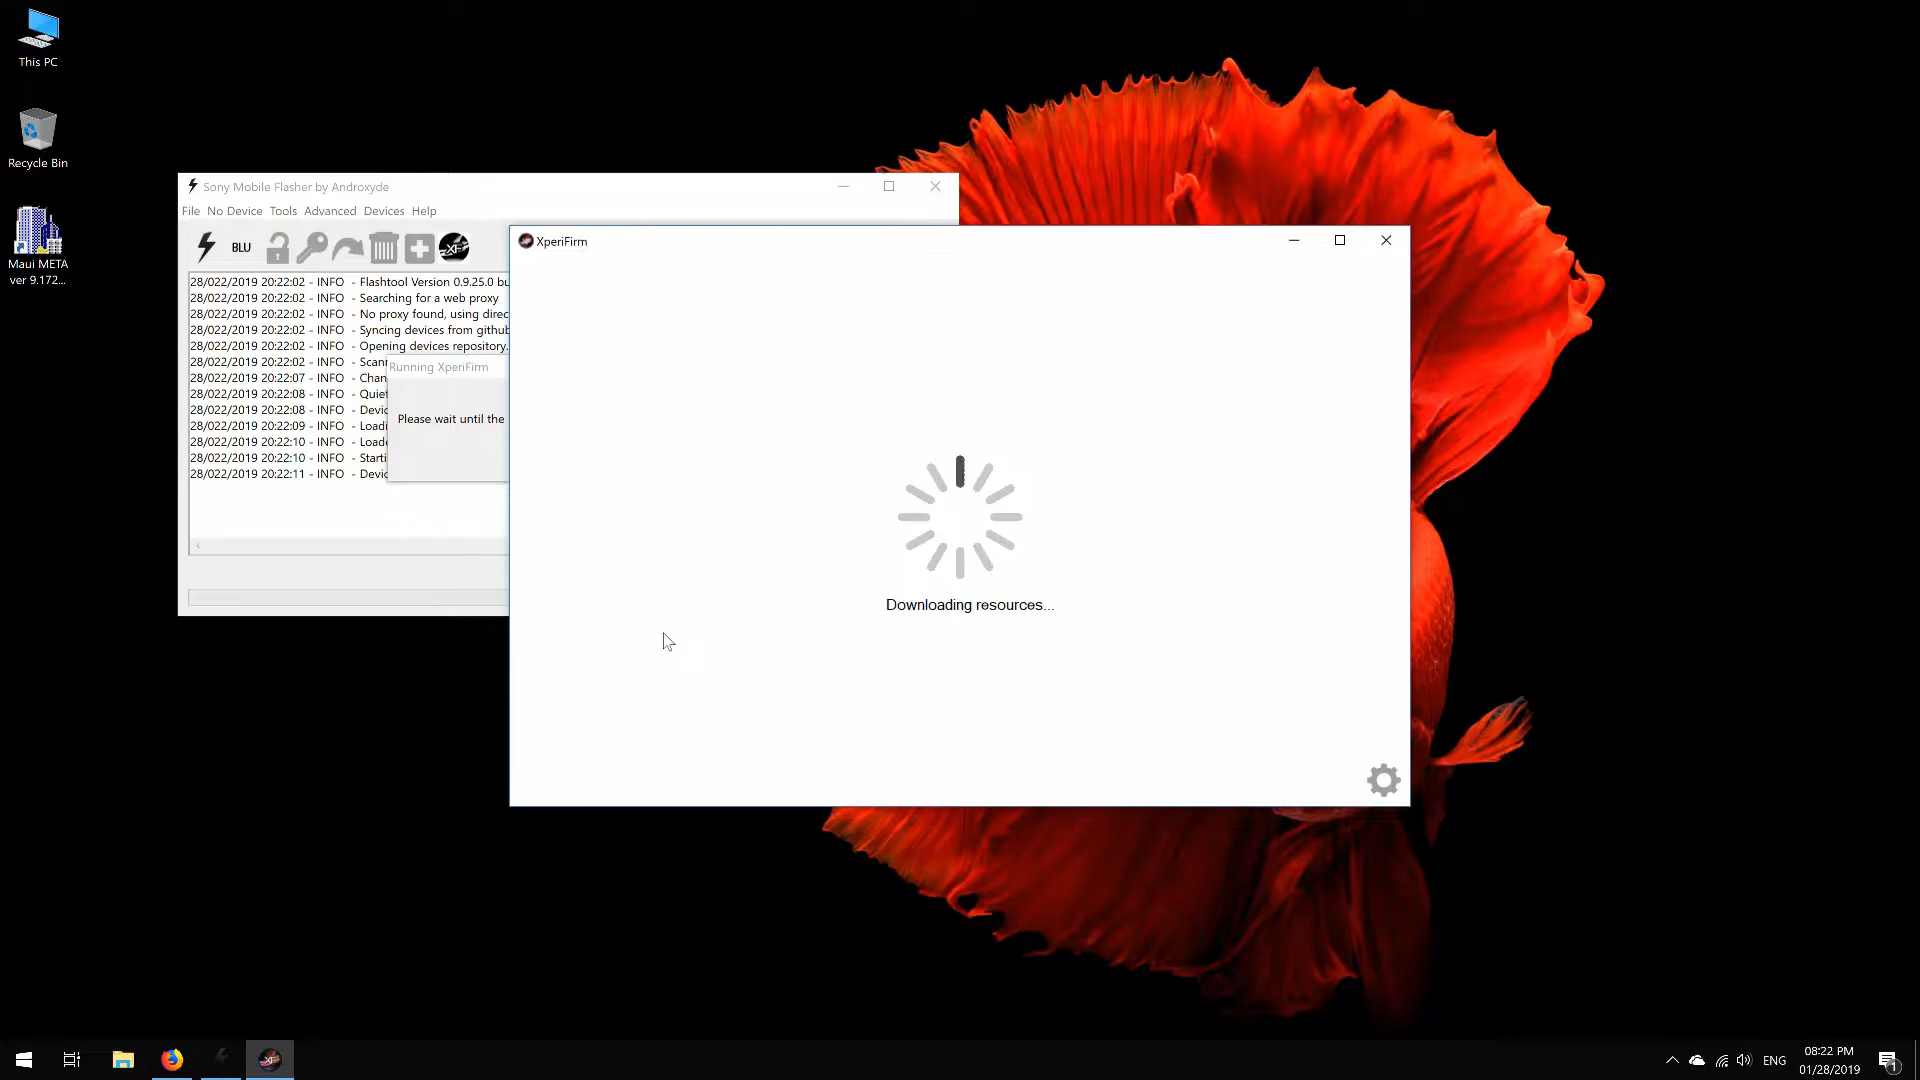 This PC
Recycle Bin
Maui META
ver 9.172...
Sony Mobile Flasher by Androxyde
File No Device Tools Advanced Devices Help
BLU
28/022/2019 20:22:02 - INFO - Flashtool Version 0.9.25.0 bu
28/022/2019 20:22:02 - INFO - Searching for a web proxy
28/022/2019 20:22:02 - INFO - No proxy found, using direc
28/022/2019 20:22:02 - INFO - Syncing devices from github
28/022/2019 20:22:02 - INFO - Opening devices repository.
28/022/2019 20:22:02 - INFO - Scan
28/022/2019 20:22:07 - INFO - Chan
28/022/2019 20:22:08 - INFO - Quiet
28/022/2019 20:22:08 - INFO - Devic
28/022/2019 20:22:09 - INFO - Loadi
28/022/2019 20:22:10 - INFO - Loade
28/022/2019 20:22:10 - INFO - Starti
28/022/2019 20:22:11 - INFO - Devic
Running XperiFirm
Please wait until the
XperiFirm
Downloading resources...
ENG
08:22 PM
01/28/2019
1